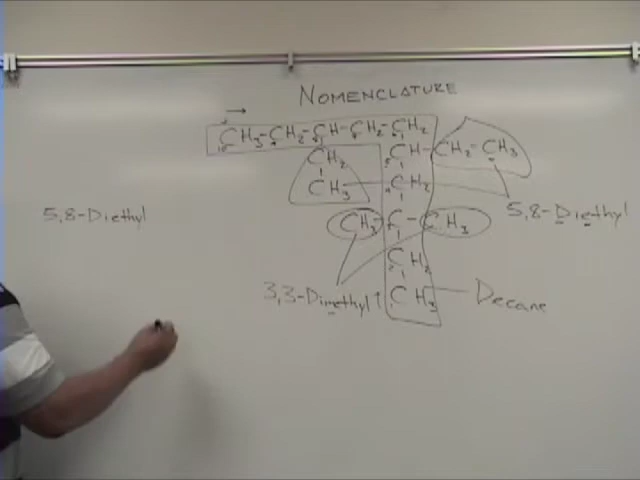 NOMENCLATURE
CH3-CH2-CH-CH2-CH2
CH2 CH-CH2-CH3
CH3 CH2
5,8-Diethyl 5,8-Diethyl
CH3-C-CH3
CH2
3,3-Dimethyl CH3 Decane